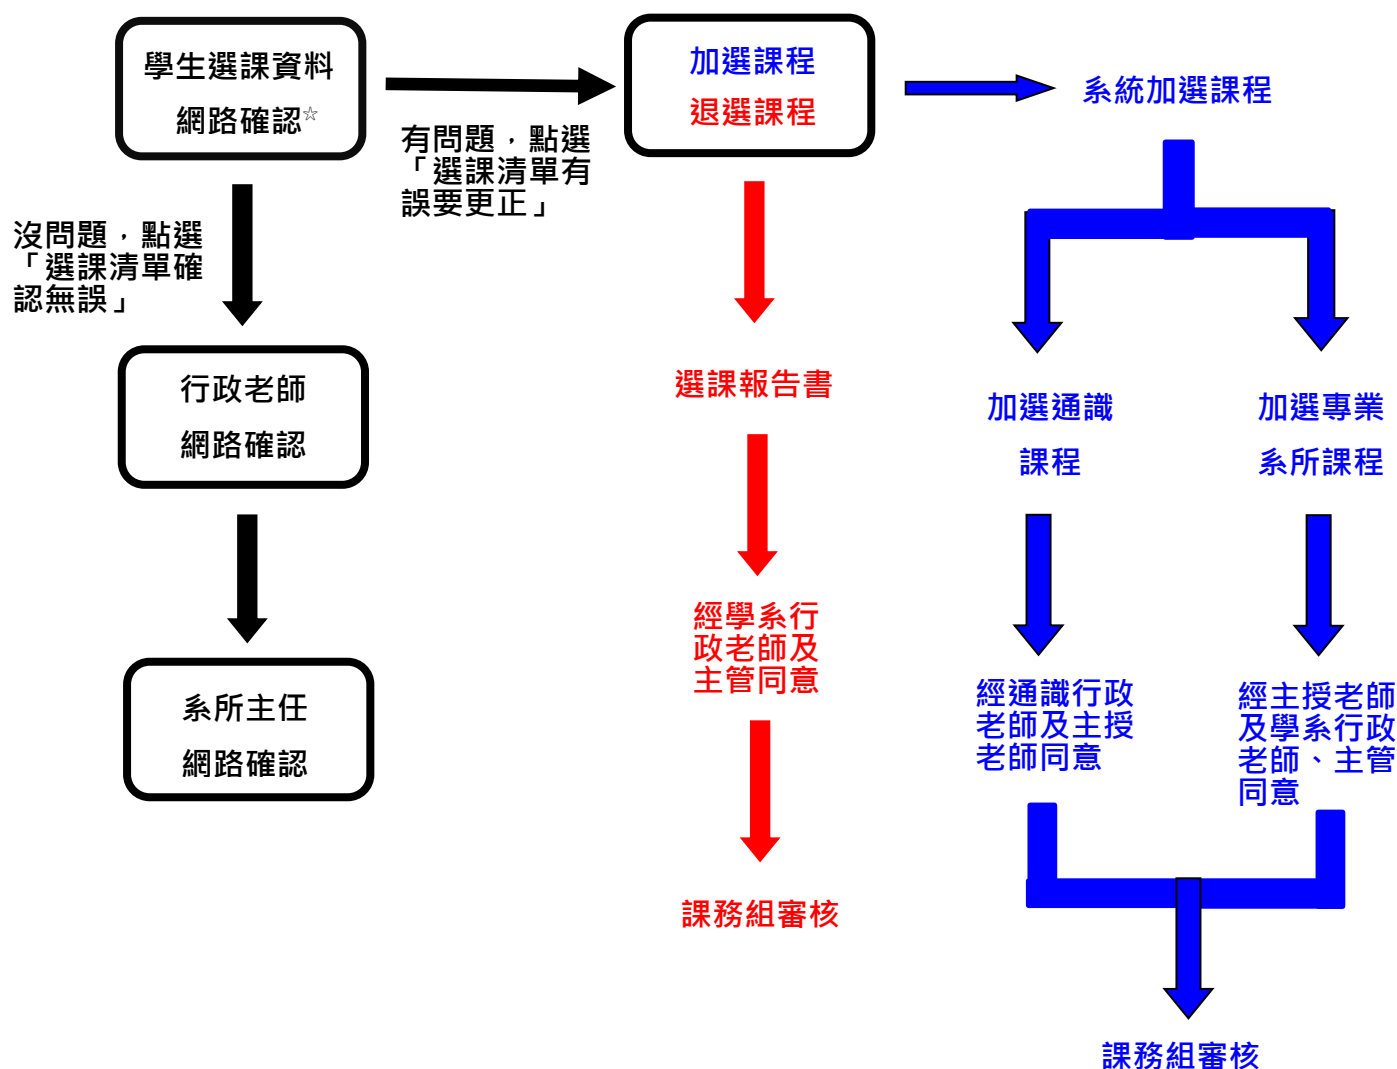 學生選課資料
網路確認☆
有問題，點選
「選課清單有
誤要更正」
加選課程
退選課程
系統加選課程
沒問題，點選
「選課清單確
認無誤」
行政老師
網路確認
系所主任
網路確認
選課報告書
經學系行
政老師及
主管同意
課務組審核
加選通識
課程
加選專業
系所課程
經通識行政
老師及主授
老師同意
經主授老師
及學系行政
老師、主管
同意
課務組審核